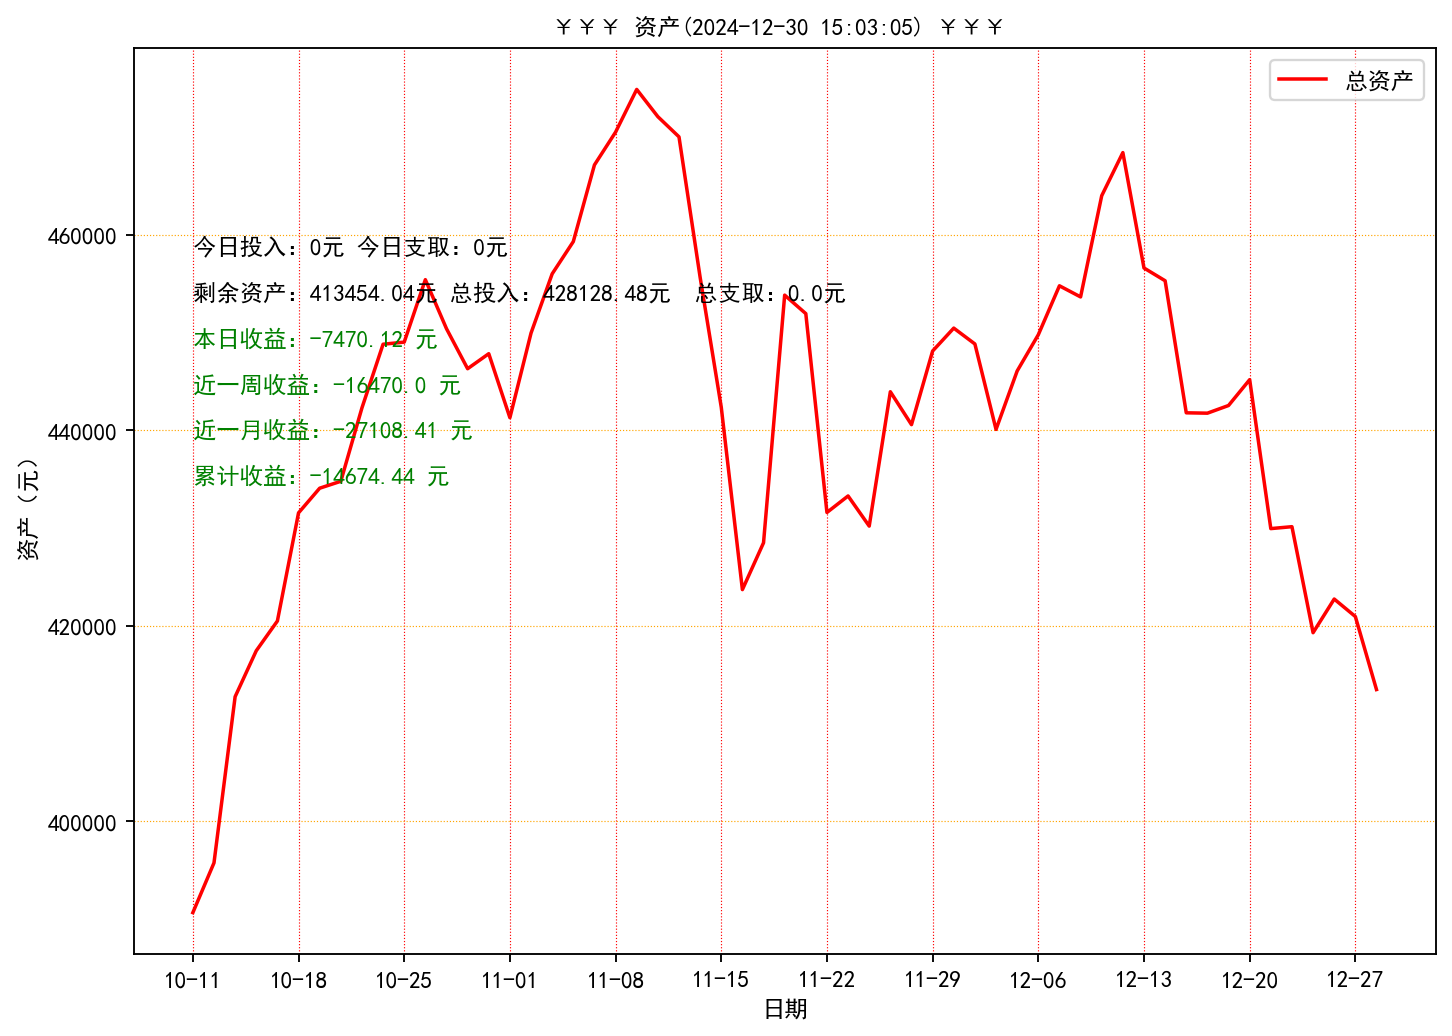 ￥￥￥ 资产(2024-12-30 15:03:05) ￥￥￥
总资产
460000
440000
420000
400000
资产（元）
今日投入：0元 今日支取：0元
剩余资产：413454.04元 总投入：428128.48元 总支取：0.0元
本日收益：-7470.12 元
近一周收益：-16470.0 元
近一月收益：-27108.41 元
累计收益：-14674.44 元
10-11 10-18 10-25 11-01 11-08 11-15 11-22 11-29 12-06 12-13 12-20 12-27
日期